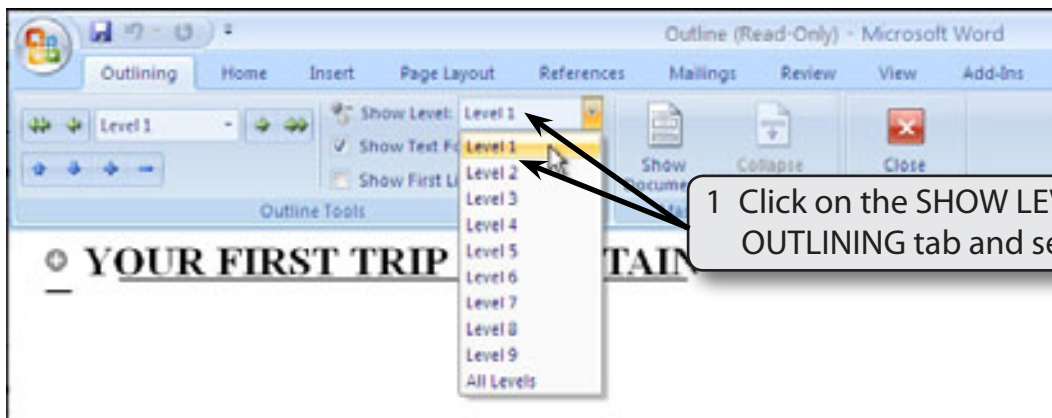 Outline (Read-Only) - Microsoft Word
Outlining Home Insert Page Layout References Mailings Review View Add-Ins
Level 1
Show Level: Level 1
Show Text Fo
Show First Li
Outline Tools
Level 1
Level 2
Level 3
Level 4
Level 5
Level 6
Level 7
Level 8
Level 9
All Levels
Show
Docume
Collapse
Close
1 Click on the SHOW LE
OUTLINING tab and se
YOUR FIRST TRIP TAIN